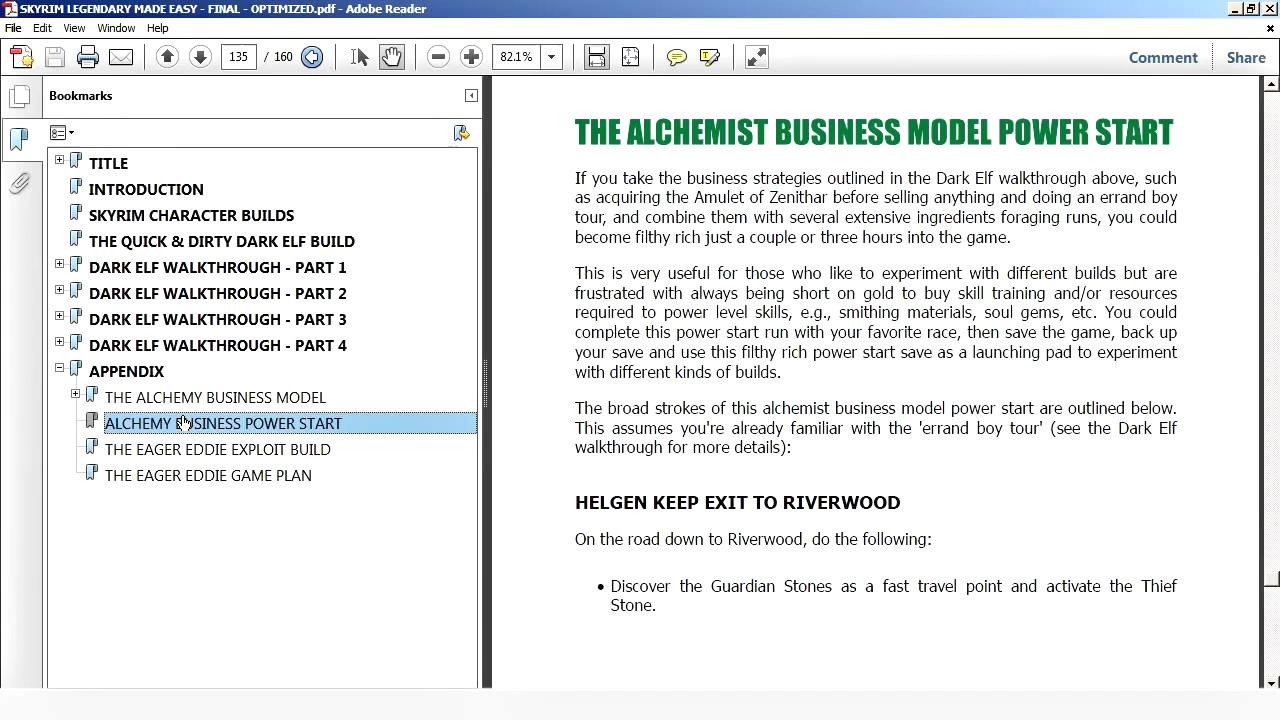 SKYRIM LEGENDARY MADE EASY - FINAL - OPTIMIZED.pdf - Adobe Reader
File Edit View Window Help
135 / 160 82.1% Comment Share
Bookmarks
TITLE
INTRODUCTION
SKYRIM CHARACTER BUILDS
THE QUICK & DIRTY DARK ELF BUILD
DARK ELF WALKTHROUGH - PART 1
DARK ELF WALKTHROUGH - PART 2
DARK ELF WALKTHROUGH - PART 3
DARK ELF WALKTHROUGH - PART 4
APPENDIX
THE ALCHEMY BUSINESS MODEL
ALCHEMY BUSINESS POWER START
THE EAGER EDDIE EXPLOIT BUILD
THE EAGER EDDIE GAME PLAN
THE ALCHEMIST BUSINESS MODEL POWER START
If you take the business strategies outlined in the Dark Elf walkthrough above, such
as acquiring the Amulet of Zenithar before selling anything and doing an errand boy
tour, and combine them with several extensive ingredients foraging runs, you could
become filthy rich just a couple or three hours into the game.
This is very useful for those who like to experiment with different builds but are
frustrated with always being short on gold to buy skill training and/or resources
required to power level skills, e.g., smithing materials, soul gems, etc. You could
complete this power start run with your favorite race, then save the game, back up
your save and use this filthy rich power start save as a launching pad to experiment
with different kinds of builds.
The broad strokes of this alchemist business model power start are outlined below.
This assumes you're already familiar with the 'errand boy tour' (see the Dark Elf
walkthrough for more details):
HELGEN KEEP EXIT TO RIVERWOOD
On the road down to Riverwood, do the following:
• Discover the Guardian Stones as a fast travel point and activate the Thief
Stone.